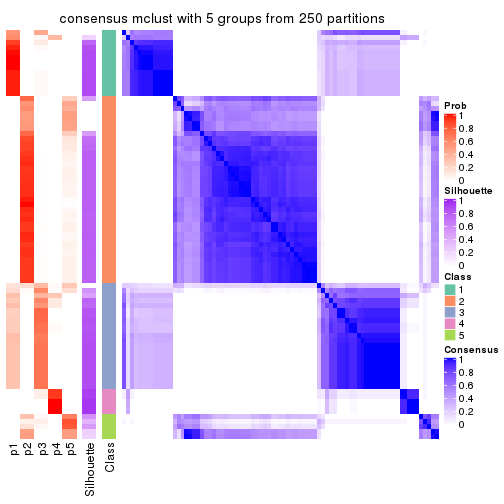 consensus mclust with 5 groups from 250 partitions
Prob
1
0.8
0.6
0.4
0.2
0
Silhouette
1
0.8
0.6
0.4
0.2
0
Class
1
2
3
4
5
Consensus
1
0.8
0.6
0.4
0.2
0
p1
p2
p3
p4
p5
Silhouette
Class